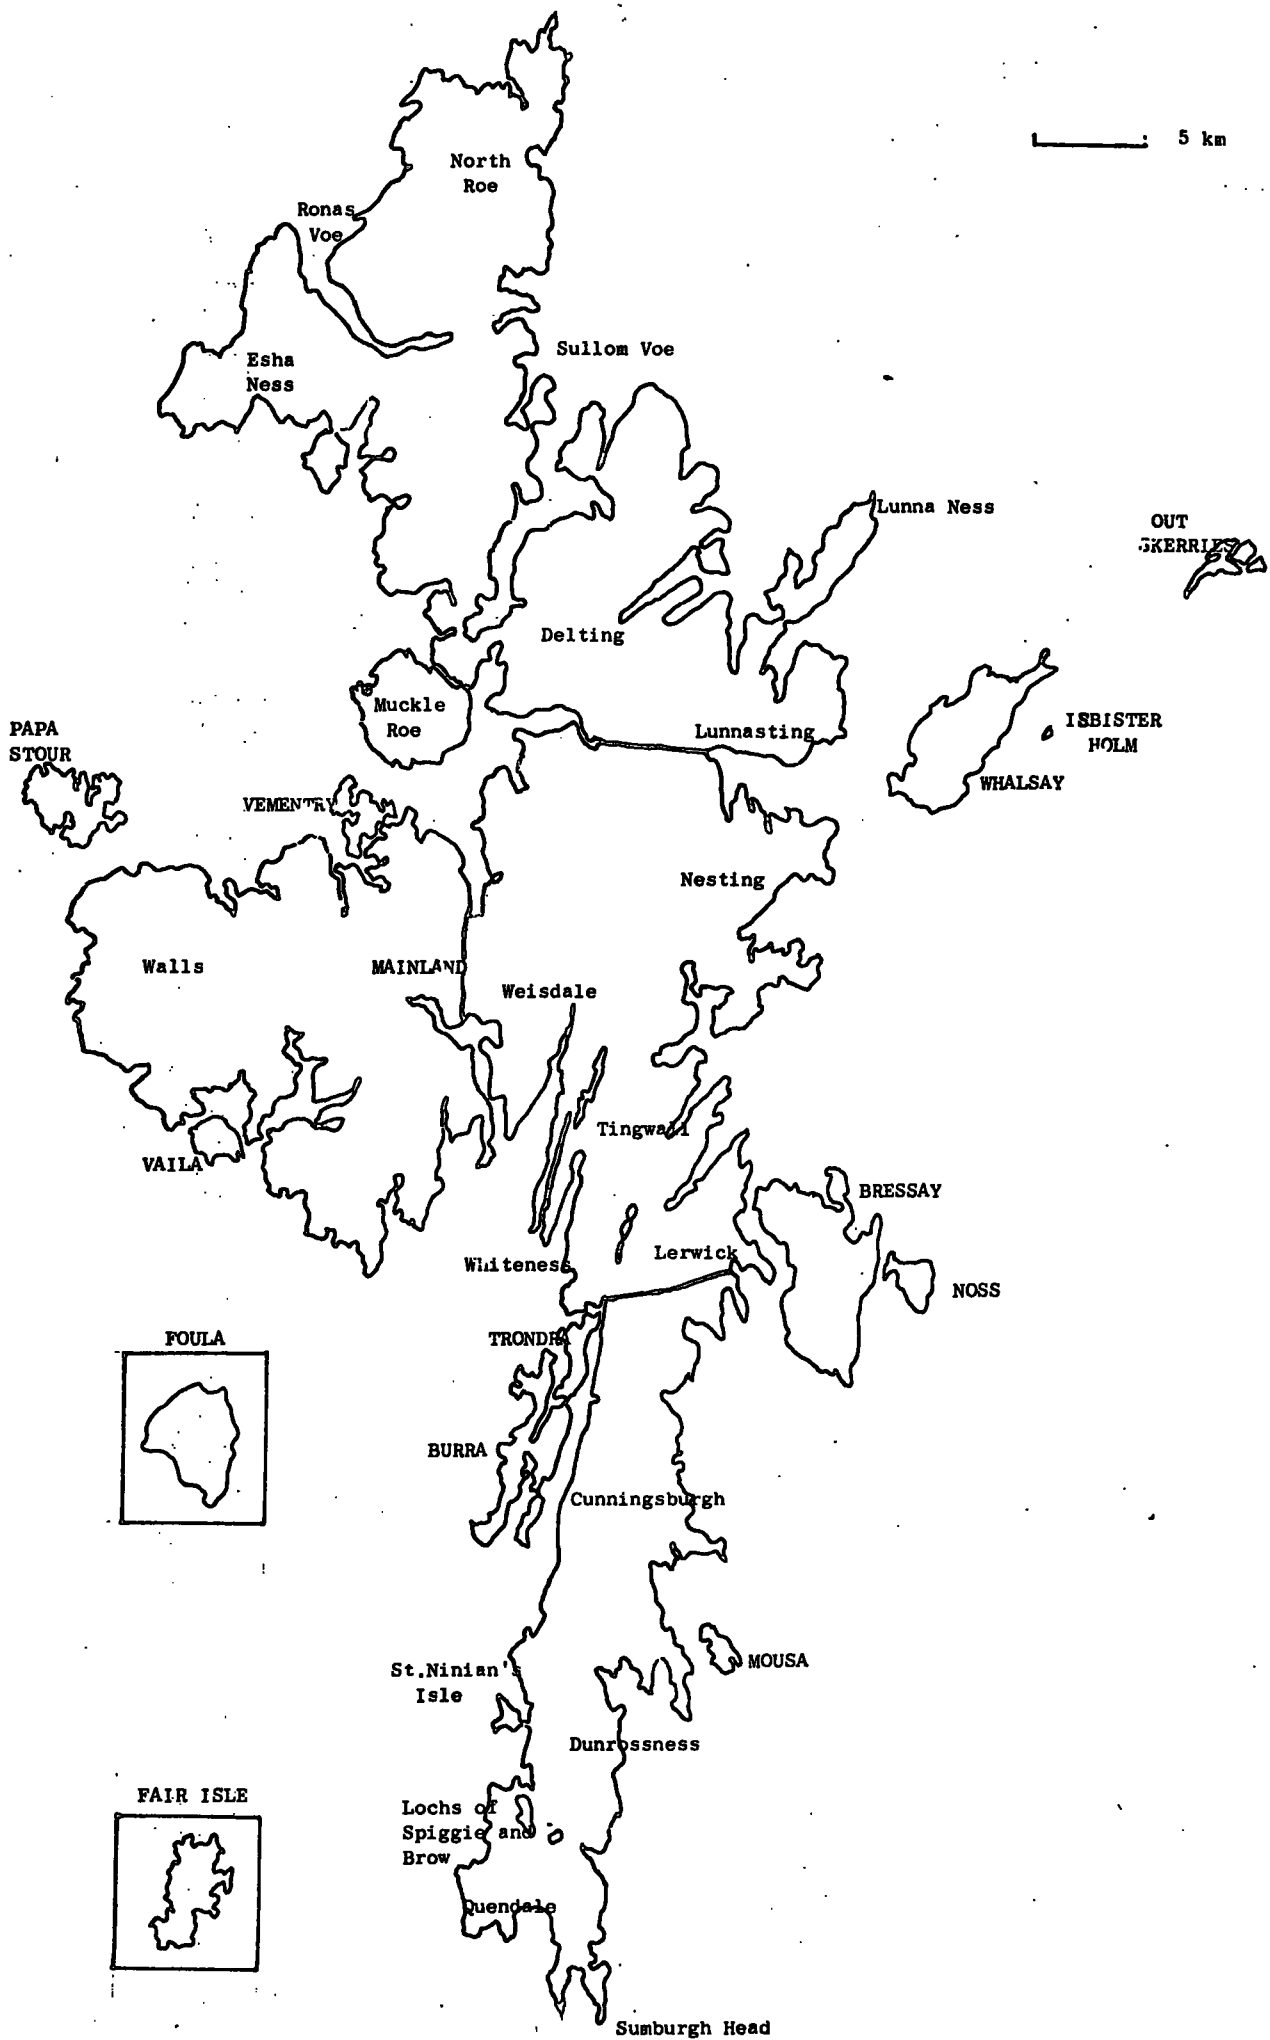 5 km
North
Roe
Ronas
Voe
Sullom Voe
Esha
Ness
Lunna Ness
OUT
SKERRIES
Delting
Muckle
Roe
Lunnasting
ISBISTER
HOLM
PAPA
STOUR
WHALSAY
VEMENTRY
Nesting
Walls
MAINLAND
Weisdale
Tingwall
VAILA
BRESSAY
Lerwick
Whiteness
NOSS
FOULA
TRONDRA
BURRA
Cunningsburgh
MOUSA
St.Ninian's
Isle
Dunrossness
FAIR ISLE
Lochs of
Spiggie and
Brow
Quendale
Sumburgh Head